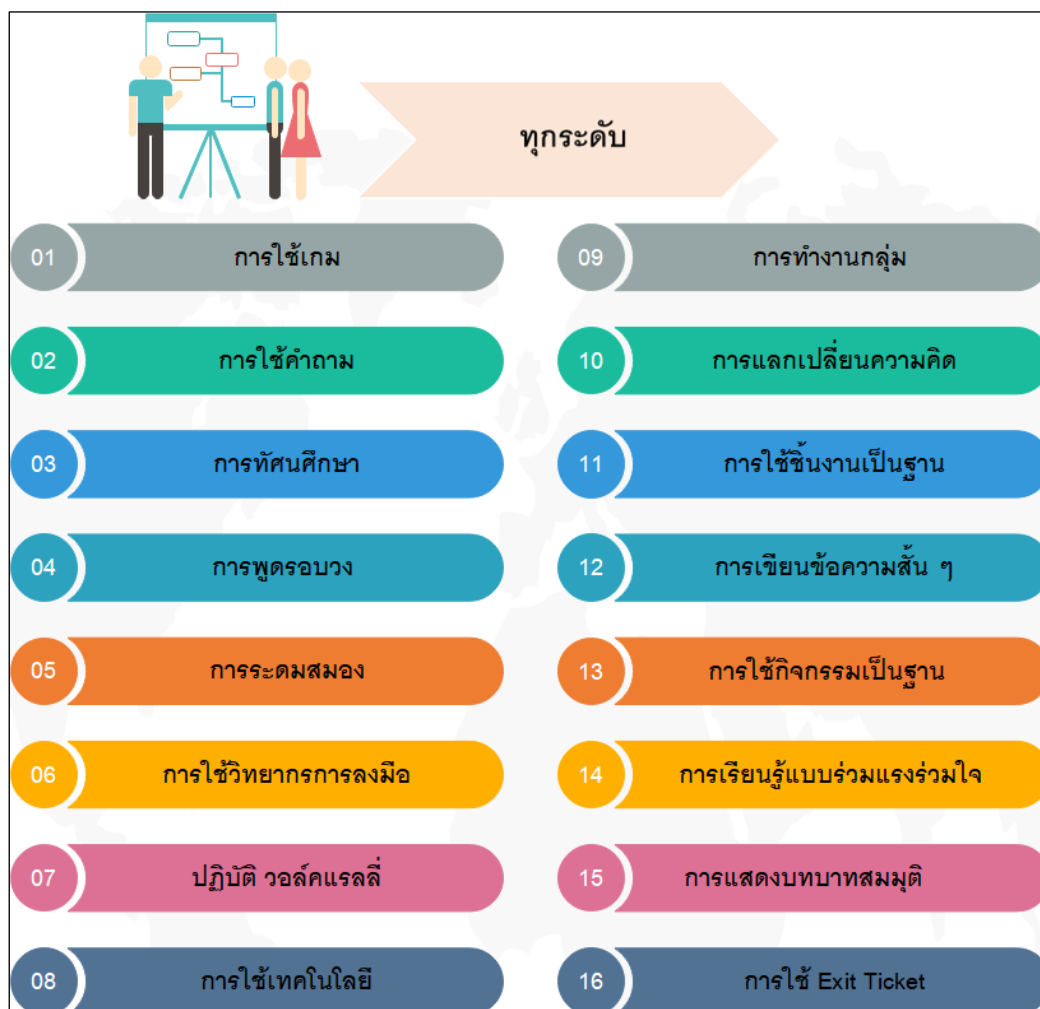 ทุกระดับ
01 การใช้เกม
02 การใช้คำถาม
03 การทัศนศึกษา
04 การพูดรอบวง
05 การระดมสมอง
06 การใช้วิทยากรการลงมือ
07 ปฏิบัติ วอล์คแรลลี่
08 การใช้เทคโนโลยี
09 การทำงานกลุ่ม
10 การแลกเปลี่ยนความคิด
11 การใช้ชิ้นงานเป็นฐาน
12 การเขียนข้อความสั้น ๆ
13 การใช้กิจกรรมเป็นฐาน
14 การเรียนรู้แบบร่วมแรงร่วมใจ
15 การแสดงบทบาทสมมุติ
16 การใช้ Exit Ticket